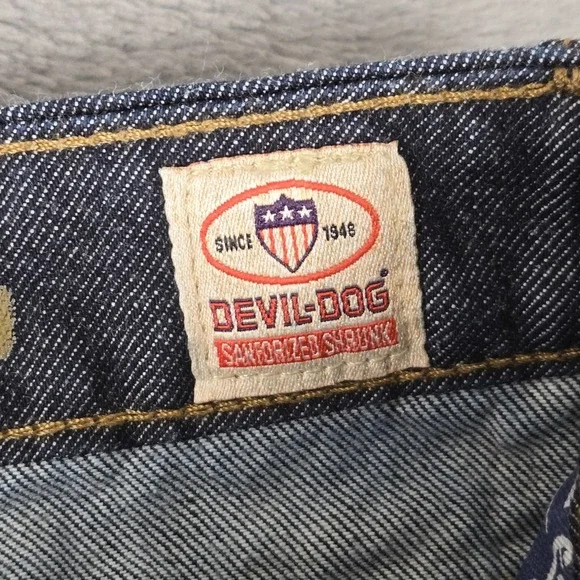 SINCE 1948
DEVIL-DOG®
SANFORIZED SHRUNK